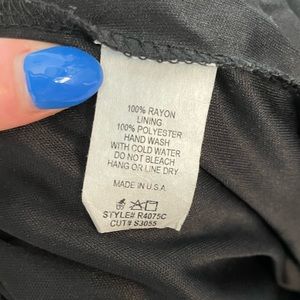 100% RAYON
LINING
100% POLYESTER
HAND WASH
WITH COLD WATER
DO NOT BLEACH
HANG OR LINE DRY
MADE IN U.S.A
STYLE# R4075C
CUT# S3055